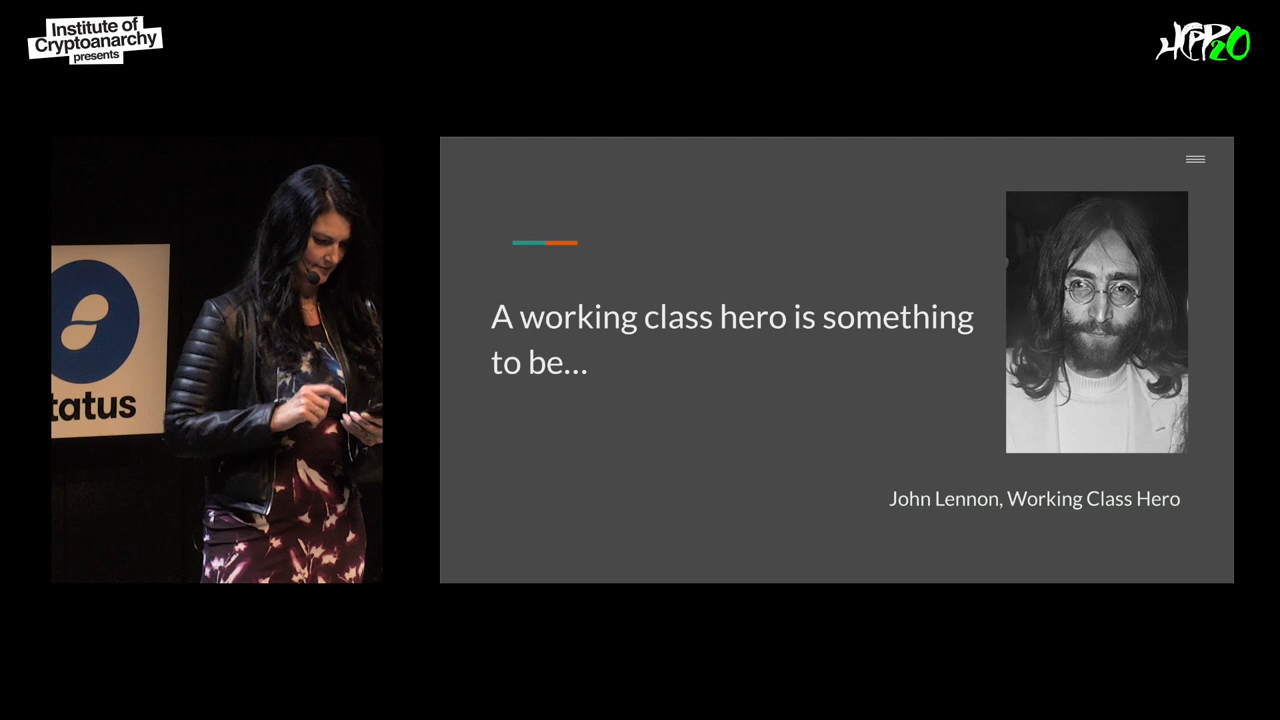 Institute of
Cryptoanarchy
presents
HCPP20
tatus
A working class hero is something
to be...
John Lennon, Working Class Hero